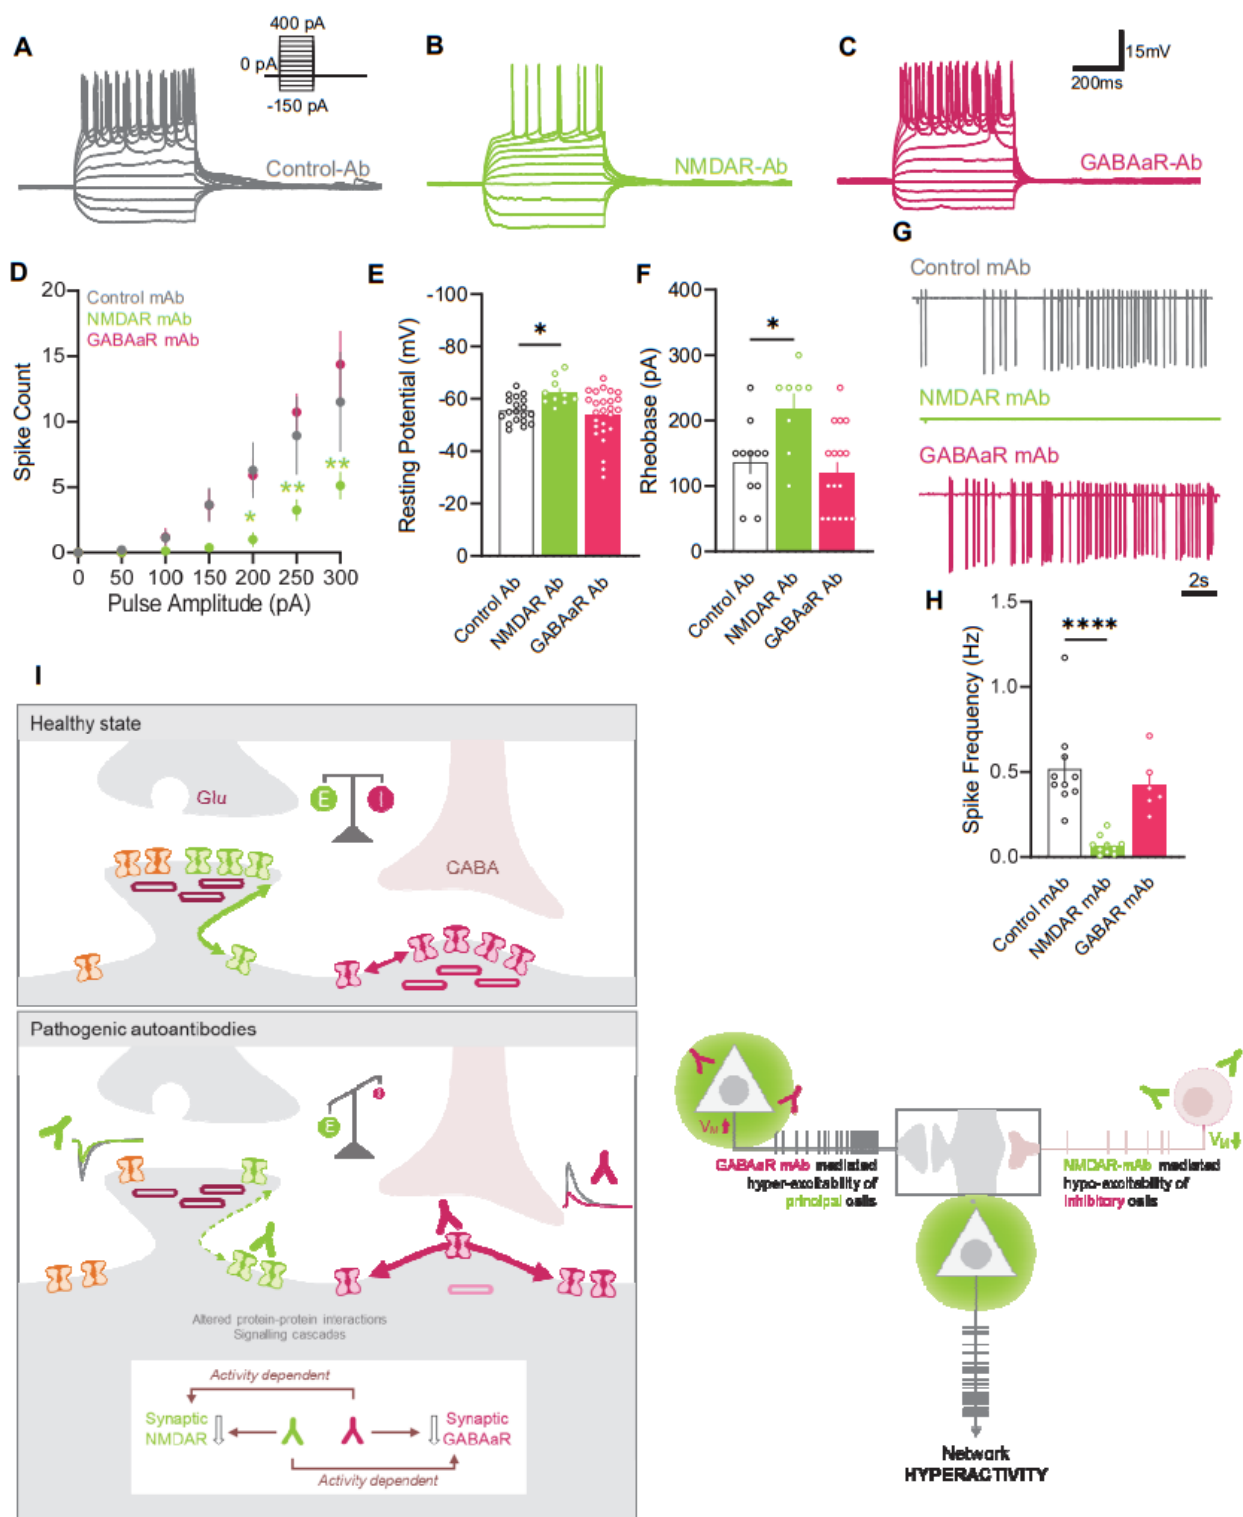 A
400 pA
0 pA
-150 pA
Control-Ab
B
NMDAR-Ab
C
15mV
200ms
GABAaR-Ab
D
Control mAb
NMDAR mAb
GABAaR mAb
Spike Count
20
15
10
5
0
*
**
**
0 50 100 150 200 250 300
Pulse Amplitude (pA)
E
Resting Potential (mV)
-100
-80
-60
-40
-20
0
*
Control Ab
NMDAR Ab
GABAaR Ab
F
Rheobase (pA)
400
300
200
100
0
*
Control Ab
NMDAR Ab
GABAaR Ab
G
Control mAb
NMDAR mAb
GABAaR mAb
2s
H
Spike Frequency (Hz)
1.5
1.0
0.5
0.0
****
Control mAb
NMDAR mAb
GABAR mAb
I
Healthy state
Glu
E
I
GABA
Pathogenic autoantibodies
E
I
Altered protein-protein interactions
Signalling cascades
Activity dependent
Synaptic
NMDAR
Synaptic
GABAaR
Activity dependent
VM
GABAaR mAb mediated
hyper-excitability of
principal cells
VM
NMDAR-mAb mediated
hypo-excitability of
inhibitory cells
Network
HYPERACTIVITY